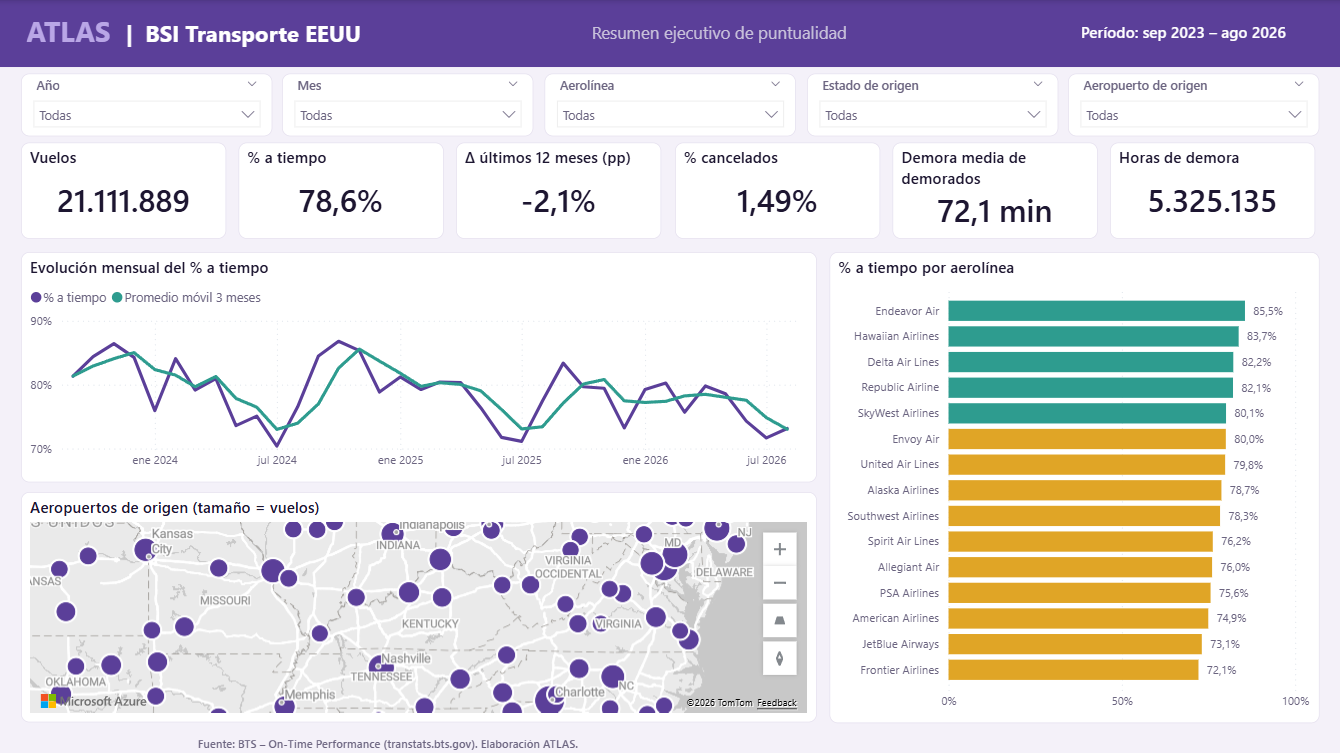 ATLAS | BSI Transporte EEUU
Resumen ejecutivo de puntualidad
Período: sep 2023 – ago 2026
Año
Todas
Mes
Todas
Aerolínea
Todas
Estado de origen
Todas
Aeropuerto de origen
Todas
Vuelos
21.111.889
% a tiempo
78,6%
Δ últimos 12 meses (pp)
-2,1%
% cancelados
1,49%
Demora media de
demorados
72,1 min
Horas de demora
5.325.135
Evolución mensual del % a tiempo
% a tiempo
Promedio móvil 3 meses
90%
80%
70%
ene 2024
jul 2024
ene 2025
jul 2025
ene 2026
jul 2026
Aeropuertos de origen (tamaño = vuelos)
Kansas
City
Indianapolis
INDIANA
NJ
MD
DELAWARE
VIRGINIA
OCCIDENTAL
MISSOURI
KENTUCKY
VIRGINIA
Nashville
TENNESSEE
OKLAHOMA
Memphis
Charlotte
NC
Microsoft Azure
©2026 TomTom Feedback
% a tiempo por aerolínea
Endeavor Air 85,5%
Hawaiian Airlines 83,7%
Delta Air Lines 82,2%
Republic Airline 82,1%
SkyWest Airlines 80,1%
Envoy Air 80,0%
United Air Lines 79,8%
Alaska Airlines 78,7%
Southwest Airlines 78,3%
Spirit Air Lines 76,2%
Allegiant Air 76,0%
PSA Airlines 75,6%
American Airlines 74,9%
JetBlue Airways 73,1%
Frontier Airlines 72,1%
0% 50% 100%
Fuente: BTS – On-Time Performance (transtats.bts.gov). Elaboración ATLAS.